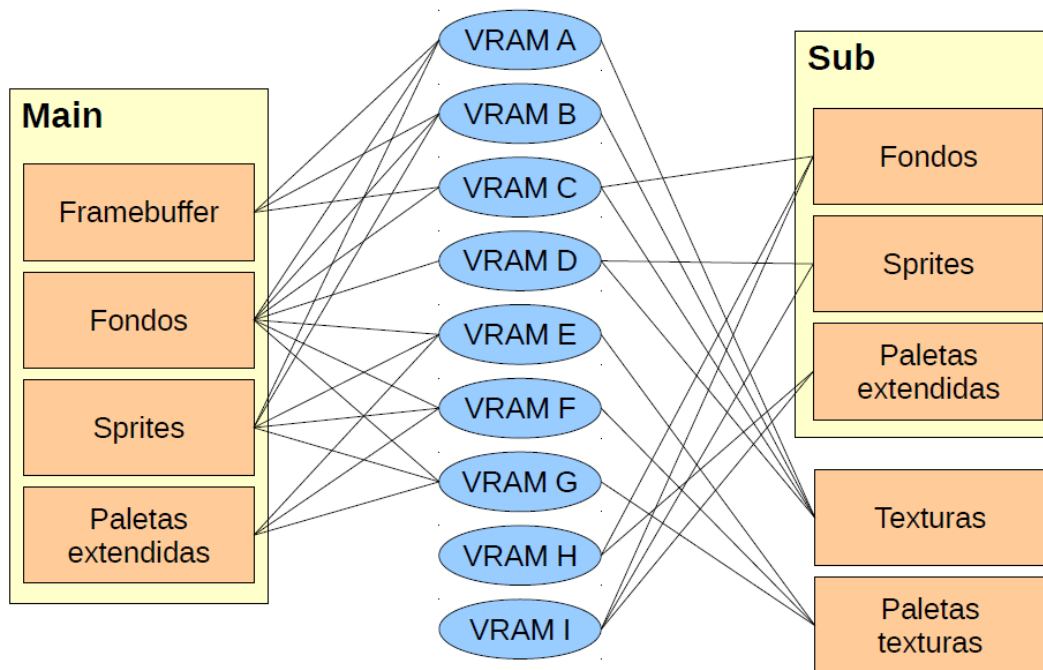 Main
Framebuffer
Fondos
Sprites
Paletas
extendidas
VRAM A
VRAM B
VRAM C
VRAM D
VRAM E
VRAM F
VRAM G
VRAM H
VRAM I
Sub
Fondos
Sprites
Paletas
extendidas
Texturas
Paletas
texturas